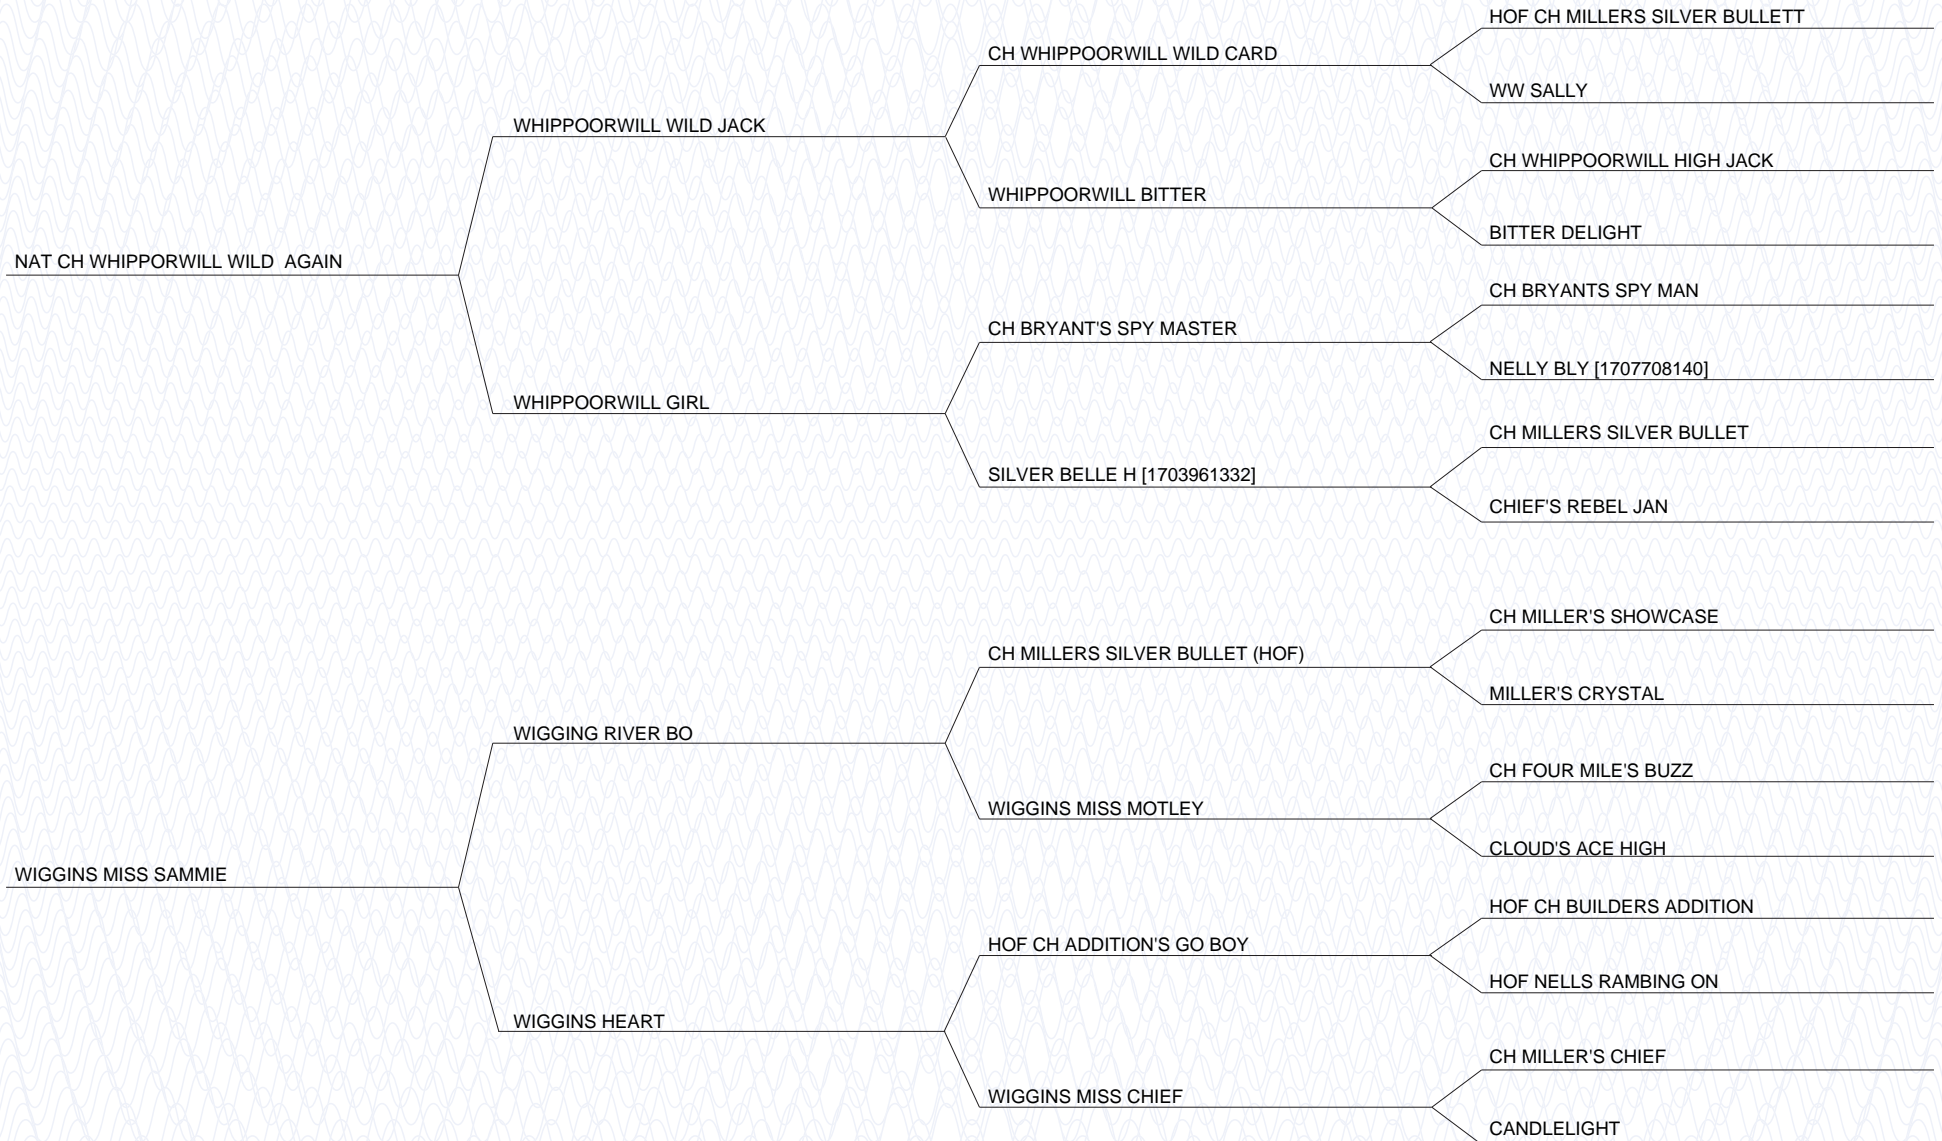 HOF CH MILLERS SILVER BULLETT
CH WHIPPOORWILL WILD CARD
WW SALLY
WHIPPOORWILL WILD JACK
CH WHIPPOORWILL HIGH JACK
WHIPPOORWILL BITTER
BITTER DELIGHT
NAT CH WHIPPORWILL WILD  AGAIN
CH BRYANTS SPY MAN
CH BRYANT'S SPY MASTER
NELLY BLY [1707708140]
WHIPPOORWILL GIRL
CH MILLERS SILVER BULLET
SILVER BELLE H [1703961332]
CHIEF'S REBEL JAN
CH MILLER'S SHOWCASE
CH MILLERS SILVER BULLET (HOF)
MILLER'S CRYSTAL
WIGGING RIVER BO
CH FOUR MILE'S BUZZ
WIGGINS MISS MOTLEY
CLOUD'S ACE HIGH
WIGGINS MISS SAMMIE
HOF CH BUILDERS ADDITION
HOF CH ADDITION'S GO BOY
HOF NELLS RAMBING ON
WIGGINS HEART
CH MILLER'S CHIEF
WIGGINS MISS CHIEF
CANDLELIGHT